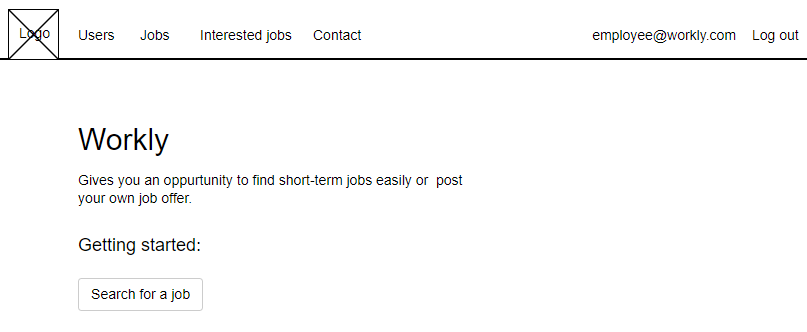 Logo Users Jobs Interested jobs Contact employee@workly.com Log out
Workly
Gives you an oppurtunity to find short-term jobs easily or  post
your own job offer.
Getting started:
Search for a job